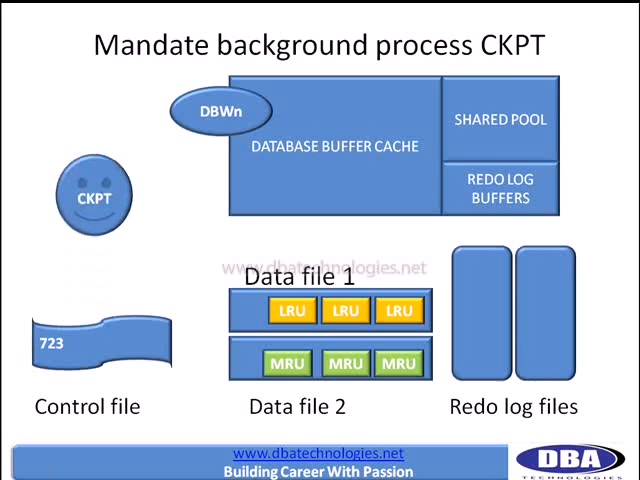 Mandate background process CKPT
DBWn
DATABASE BUFFER CACHE
SHARED POOL
REDO LOG
BUFFERS
CKPT
www.dbatechnologies.net
Data file 1
LRU LRU LRU
723
MRU MRU MRU
Control file
Data file 2
Redo log files
www.dbatechnologies.net
Building Career With Passion
DBA
TECHNOLOGIES